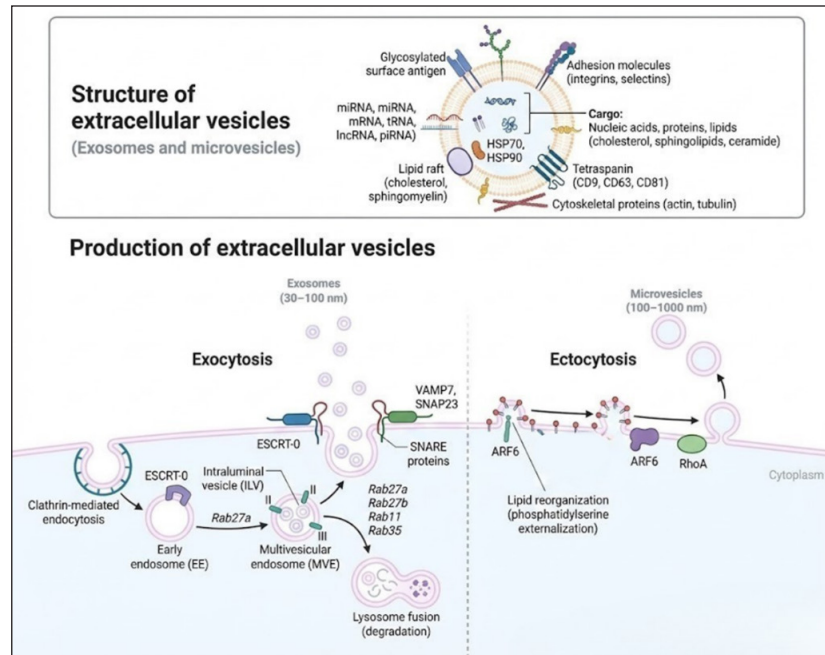 Structure of
extracellular vesicles
(Exosomes and microvesicles)
Glycosylated
surface antigen
Adhesion molecules
(integrins, selectins)
miRNA, miRNA,
mRNA, tRNA,
lncRNA, piRNA)
Cargo:
Nucleic acids, proteins, lipids
(cholesterol, sphingolipids, ceramide)
HSP70,
HSP90
Lipid raft
(cholesterol,
sphingomyelin)
Tetraspanin
(CD9, CD63, CD81)
Cytoskeletal proteins (actin, tubulin)
Production of extracellular vesicles
Exosomes
(30–100 nm)
Exocytosis
VAMP7,
SNAP23
ESCRT-0
SNARE
proteins
ESCRT-0
Intraluminal
vesicle (ILV)
Clathrin-mediated
endocytosis
Rab27a
II
II
III
Rab27a
Rab27b
Rab11
Rab35
Early
endosome (EE)
Multivesicular
endosome (MVE)
Lysosome fusion
(degradation)
Microvesicles
(100–1000 nm)
Ectocytosis
ARF6
ARF6
RhoA
Cytoplasm
Lipid reorganization
(phosphatidylserine
externalization)